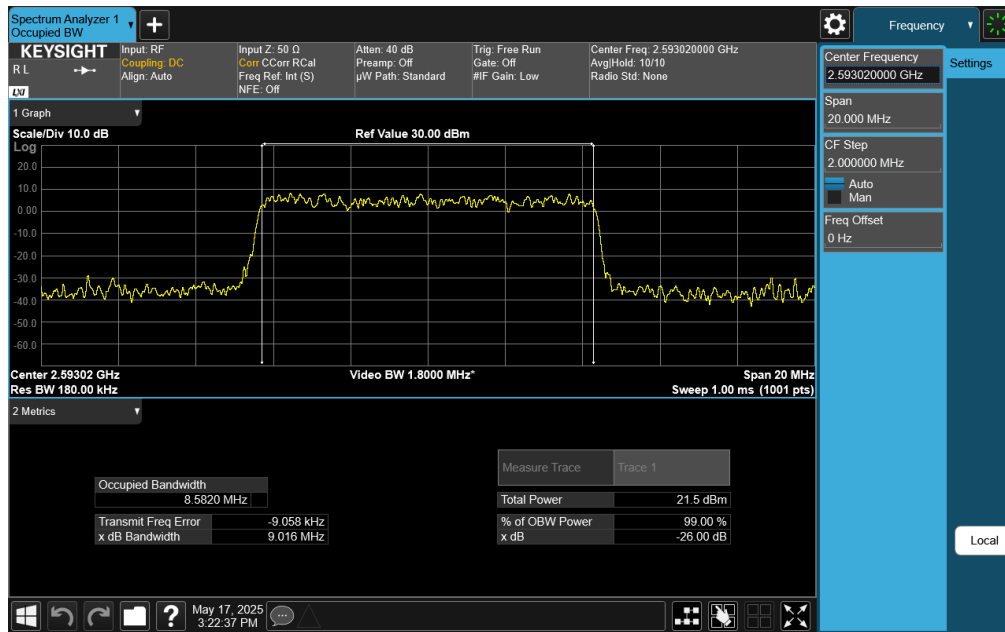 Spectrum Analyzer 1
Occupied BW
Frequency
KEYSIGHT
R L
LXI
Input: RF
Coupling: DC
Align: Auto
Input Z: 50 Ω
Corr CCorr RCal
Freq Ref: Int (S)
NFE: Off
Atten: 40 dB
Preamp: Off
µW Path: Standard
Trig: Free Run
Gate: Off
#IF Gain: Low
Center Freq: 2.593020000 GHz
Avg|Hold: 10/10
Radio Std: None
1 Graph
Scale/Div 10.0 dB
Ref Value 30.00 dBm
Log
20.0
10.0
0.00
-10.0
-20.0
-30.0
-40.0
-50.0
-60.0
Center 2.59302 GHz
Video BW 1.8000 MHz*
Span 20 MHz
Res BW 180.00 kHz
Sweep 1.00 ms (1001 pts)
2 Metrics
Measure Trace
Trace 1
Occupied Bandwidth
8.5820 MHz
Total Power
21.5 dBm
Transmit Freq Error
-9.058 kHz
% of OBW Power
99.00 %
x dB Bandwidth
9.016 MHz
x dB
-26.00 dB
Center Frequency
2.593020000 GHz
Settings
Span
20.000 MHz
CF Step
2.000000 MHz
Auto
Man
Freq Offset
0 Hz
Local
?
May 17, 2025
3:22:37 PM